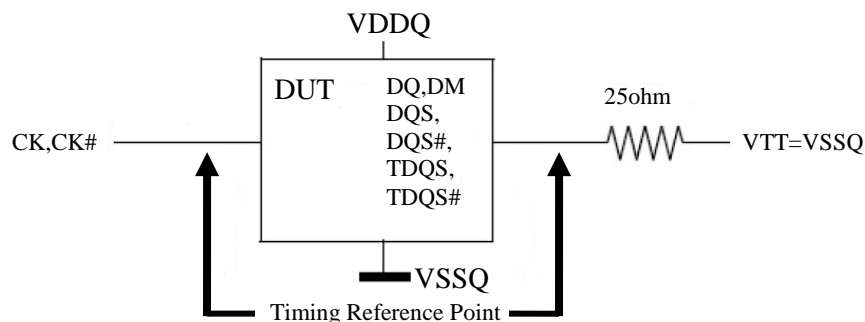 VDDQ
DUT
DQ,DM
DQS,
DQS#,
TDQS,
TDQS#
CK,CK#
25ohm
VTT=VSSQ
VSSQ
Timing Reference Point